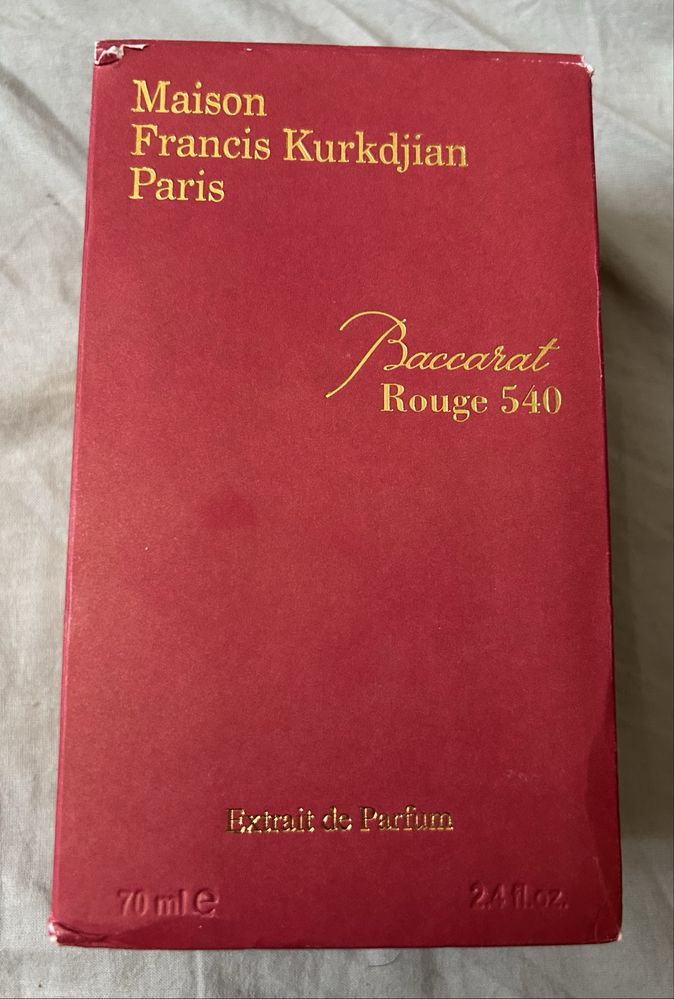 Maison
Francis Kurkdjian
Paris
Baccarat
Rouge 540
Extrait de Parfum
70 ml e 2.4 fl.oz.